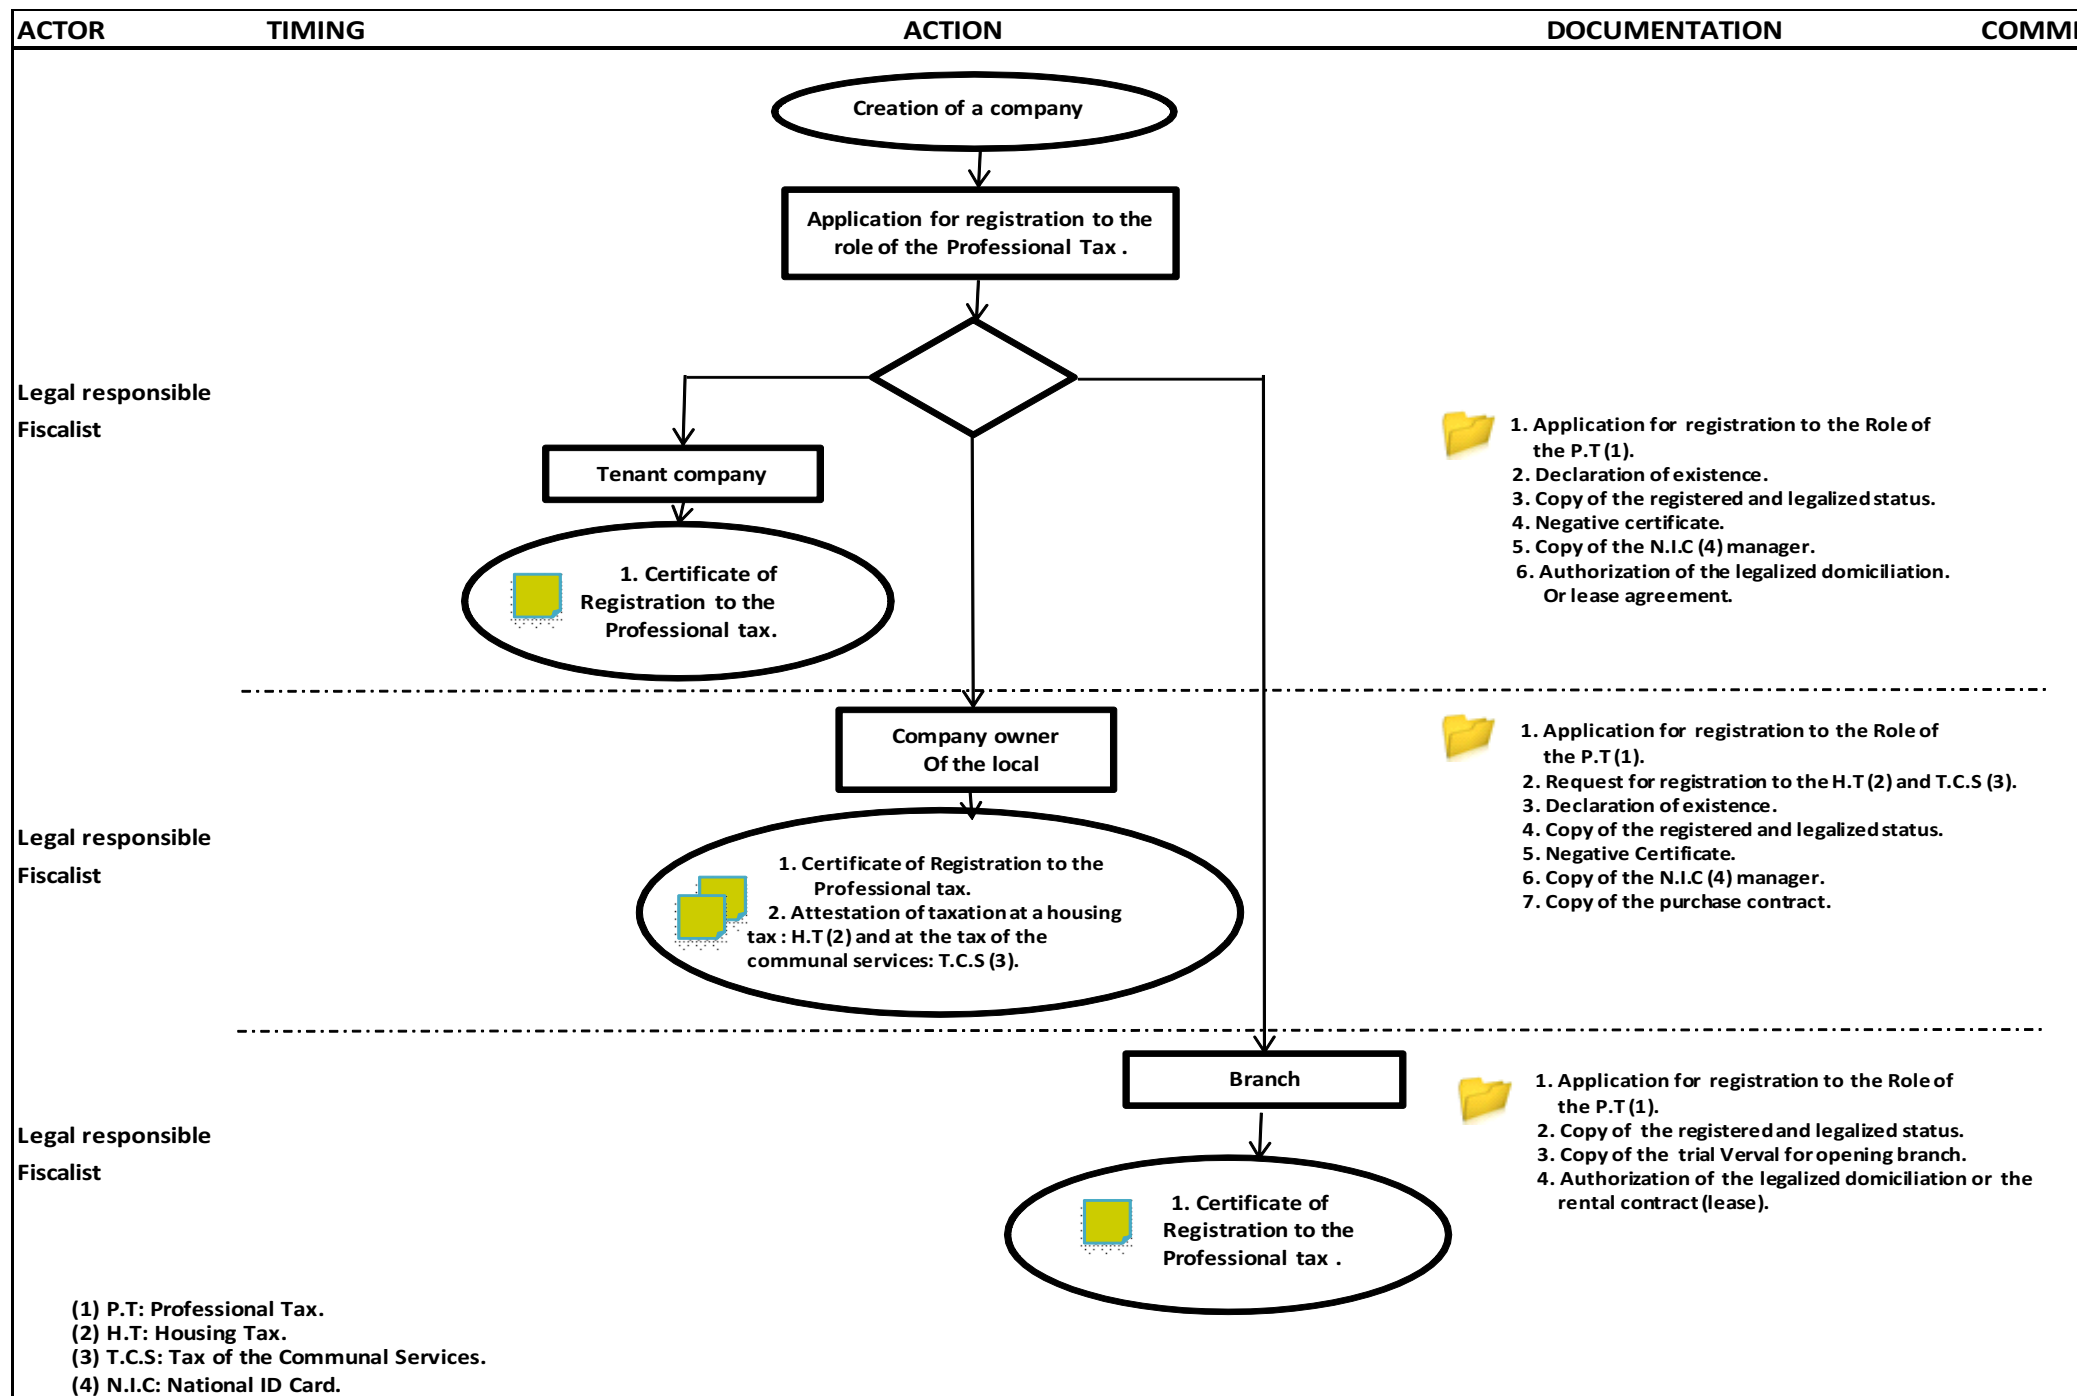 ACTOR TIMING ACTION DOCUMENTATION
Creation of a company
Application for registration to the
role of the Professional Tax .
Legal responsible
Fiscalist
Tenant company
1. Certificate of
Registration to the
Professional tax.
1. Application for registration to the Role of
the P.T (1).
2. Declaration of existence.
3. Copy of the registered and legalized status.
4. Negative certificate.
5. Copy of the N.I.C (4) manager.
6. Authorization of the legalized domiciliation.
Or lease agreement.
Company owner
Of the local
Legal responsible
Fiscalist
1. Certificate of Registration to the
Professional tax.
2. Attestation of taxation at a housing
tax : H.T (2) and at the tax of the
communal services: T.C.S (3).
1. Application for registration to the Role of
the P.T (1).
2. Request for registration to the H.T (2) and T.C.S (3).
3. Declaration of existence.
4. Copy of the registered and legalized status.
5. Negative Certificate.
6. Copy of the N.I.C (4) manager.
7. Copy of the purchase contract.
Branch
Legal responsible
Fiscalist
1. Certificate of
Registration to the
Professional tax .
1. Application for registration to the Role of
the P.T (1).
2. Copy of the registered and legalized status.
3. Copy of the trial Verval for opening branch.
4. Authorization of the legalized domiciliation or the
rental contract (lease).
(1) P.T: Professional Tax.
(2) H.T: Housing Tax.
(3) T.C.S: Tax of the Communal Services.
(4) N.I.C: National ID Card.